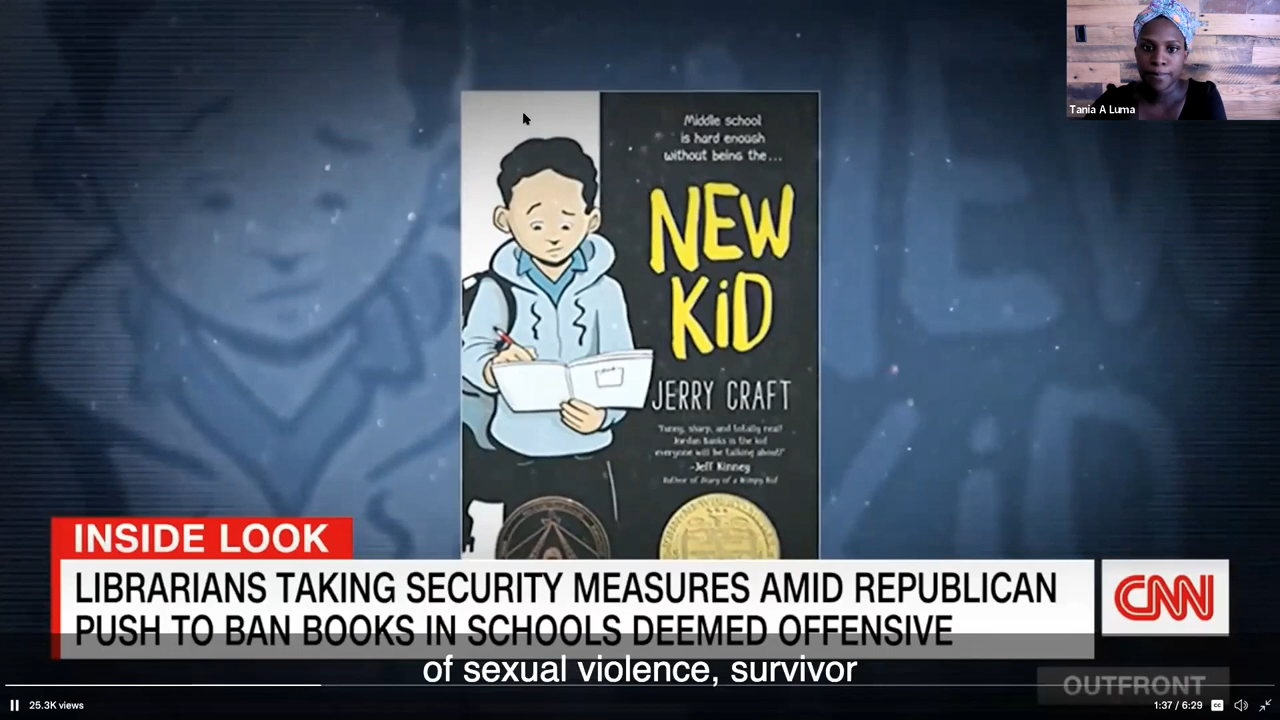 Tania A Luma
Middle school
is hard enough
without being the...
NEW
KiD
JERRY CRAFT
"Funny, sharp, and totally real!
Jordan Banks is the kid
everyone will be talking about!"
-Jeff Kinney
Author of Diary of a Wimpy Kid
INSIDE LOOK
LIBRARIANS TAKING SECURITY MEASURES AMID REPUBLICAN
PUSH TO BAN BOOKS IN SCHOOLS DEEMED OFFENSIVE
CNN
of sexual violence, survivor
OUTFRONT
25.3K views
1:37 / 6:29
CC